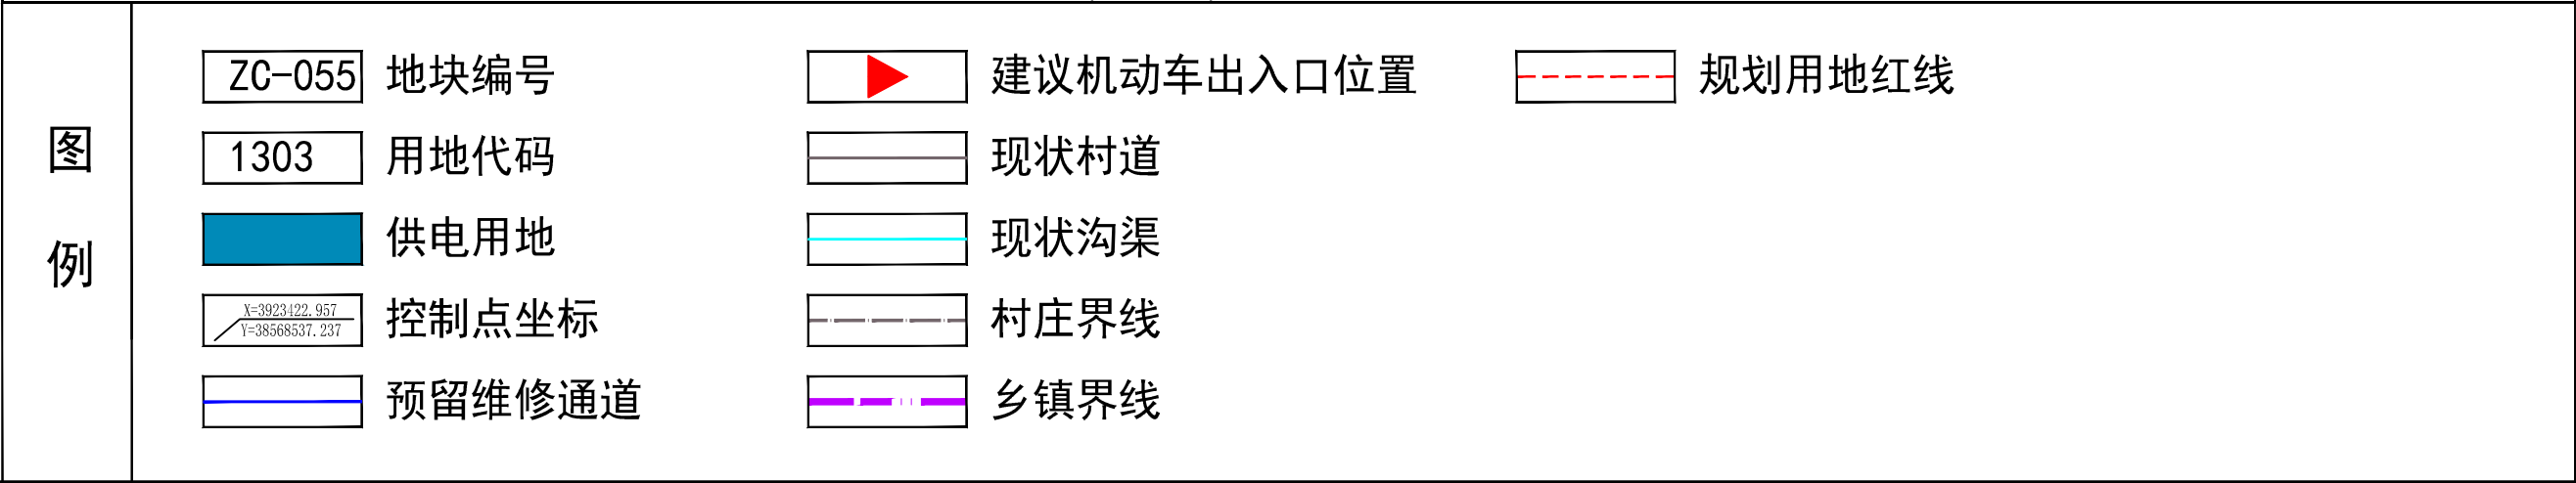 图例
ZC-055 地块编号
1303 用地代码
供电用地
X=3923422.957
Y=38568537.237
控制点坐标
预留维修通道
建议机动车出入口位置
现状村道
现状沟渠
村庄界线
乡镇界线
规划用地红线